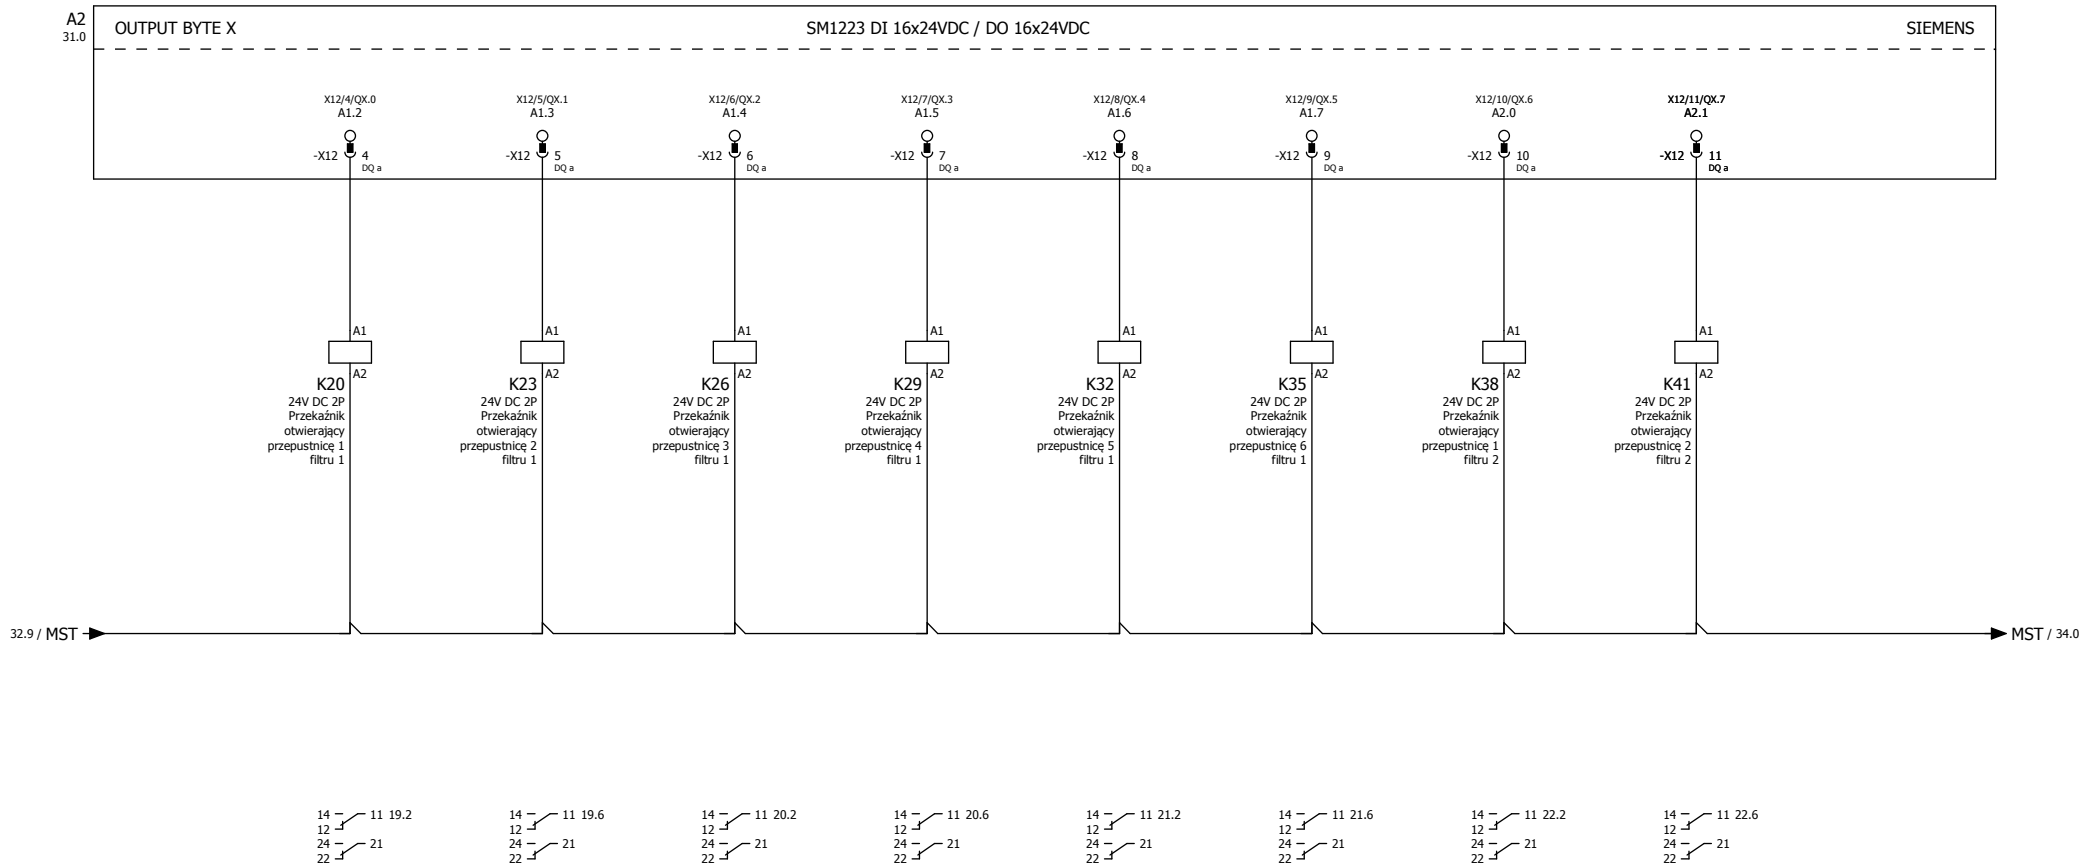 A2
31.0
OUTPUT BYTE X SM1223 DI 16x24VDC / DO 16x24VDC SIEMENS
X12/4/QX.0 X12/5/QX.1 X12/6/QX.2 X12/7/QX.3 X12/8/QX.4 X12/9/QX.5 X12/10/QX.6 X12/11/QX.7
A1.2 A1.3 A1.4 A1.5 A1.6 A1.7 A2.0 A2.1
-X12 4 -X12 5 -X12 6 -X12 7 -X12 8 -X12 9 -X12 10 -X12 11
DQ a DQ a DQ a DQ a DQ a DQ a DQ a DQ a
A1 A1 A1 A1 A1 A1 A1 A1
A2 A2 A2 A2 A2 A2 A2 A2
K20 K23 K26 K29 K32 K35 K38 K41
24V DC 2P 24V DC 2P 24V DC 2P 24V DC 2P 24V DC 2P 24V DC 2P 24V DC 2P 24V DC 2P
Przekaźnik Przekaźnik Przekaźnik Przekaźnik Przekaźnik Przekaźnik Przekaźnik Przekaźnik
otwierający otwierający otwierający otwierający otwierający otwierający otwierający otwierający
przepustnicę 1 przepustnicę 2 przepustnicę 3 przepustnicę 4 przepustnicę 5 przepustnicę 6 przepustnicę 1 przepustnicę 2
filtru 1 filtru 1 filtru 1 filtru 1 filtru 1 filtru 1 filtru 2 filtru 2
32.9 / MST MST / 34.0
14 11 19.2 14 11 19.6 14 11 20.2 14 11 20.6 14 11 21.2 14 11 21.6 14 11 22.2 14 11 22.6
12 12 12 12 12 12 12 12
24 21 24 21 24 21 24 21 24 21 24 21 24 21 24 21
22 22 22 22 22 22 22 22